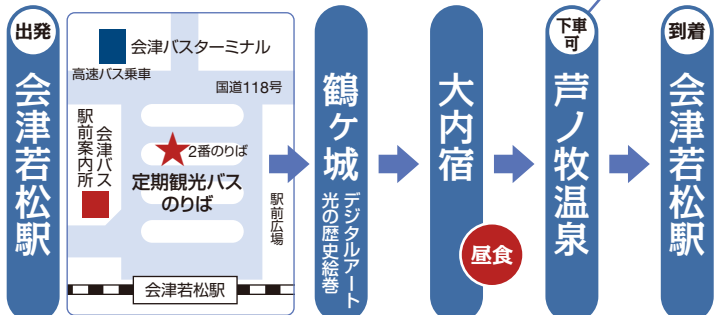 出発
会津若松駅
会津バスターミナル
高速バス乗車
国道118号
会津バス
駅前案内所
2番のりば
定期観光バス
のりば
駅前広場
会津若松駅
鶴ヶ城
デジタルアート
光の歴史絵巻
大内宿
昼食
下車
可
芦ノ牧温泉
到着
会津若松駅